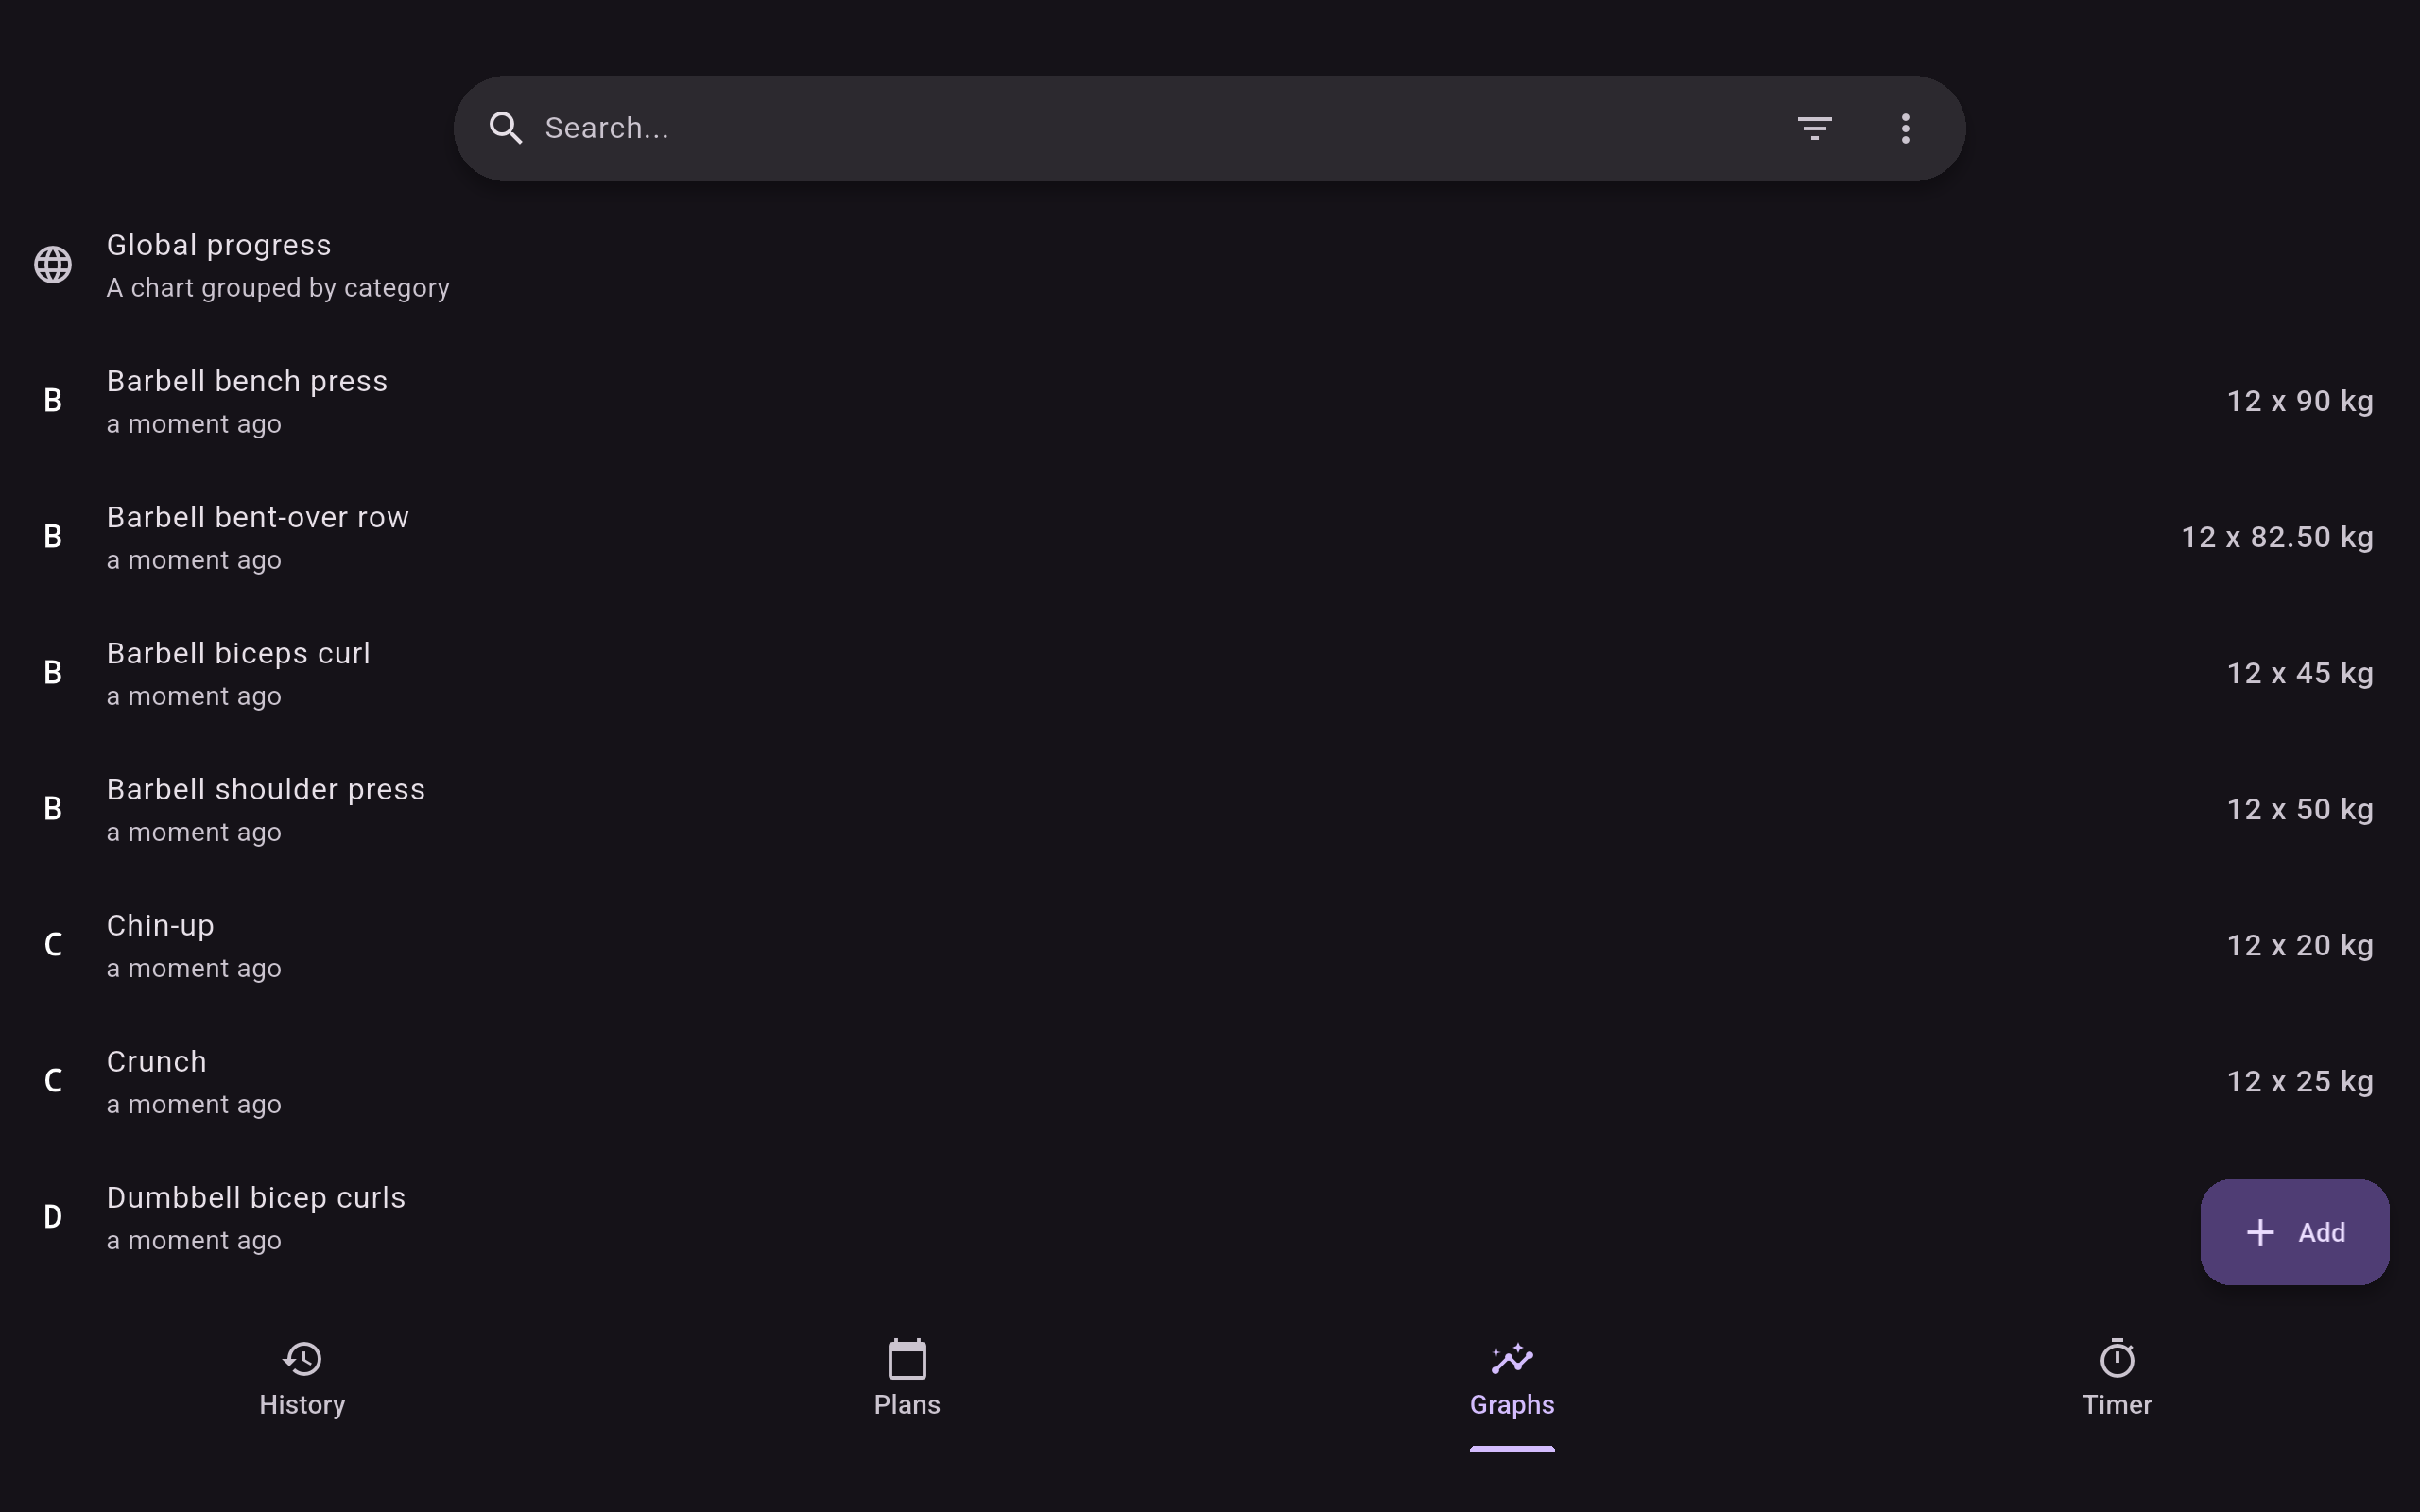 Search...
Global progress
A chart grouped by category
B
Barbell bench press
a moment ago
12 x 90 kg
B
Barbell bent-over row
a moment ago
12 x 82.50 kg
B
Barbell biceps curl
a moment ago
12 x 45 kg
B
Barbell shoulder press
a moment ago
12 x 50 kg
C
Chin-up
a moment ago
12 x 20 kg
C
Crunch
a moment ago
12 x 25 kg
D
Dumbbell bicep curls
a moment ago
Add
History
Plans
Graphs
Timer